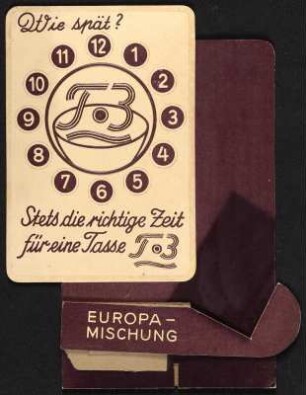 Wie spät?
12
1
2
3
4
5
6
7
8
9
10
11
J.B
Stets die richtige Zeit
für eine Tasse J.B
EUROPA-
MISCHUNG